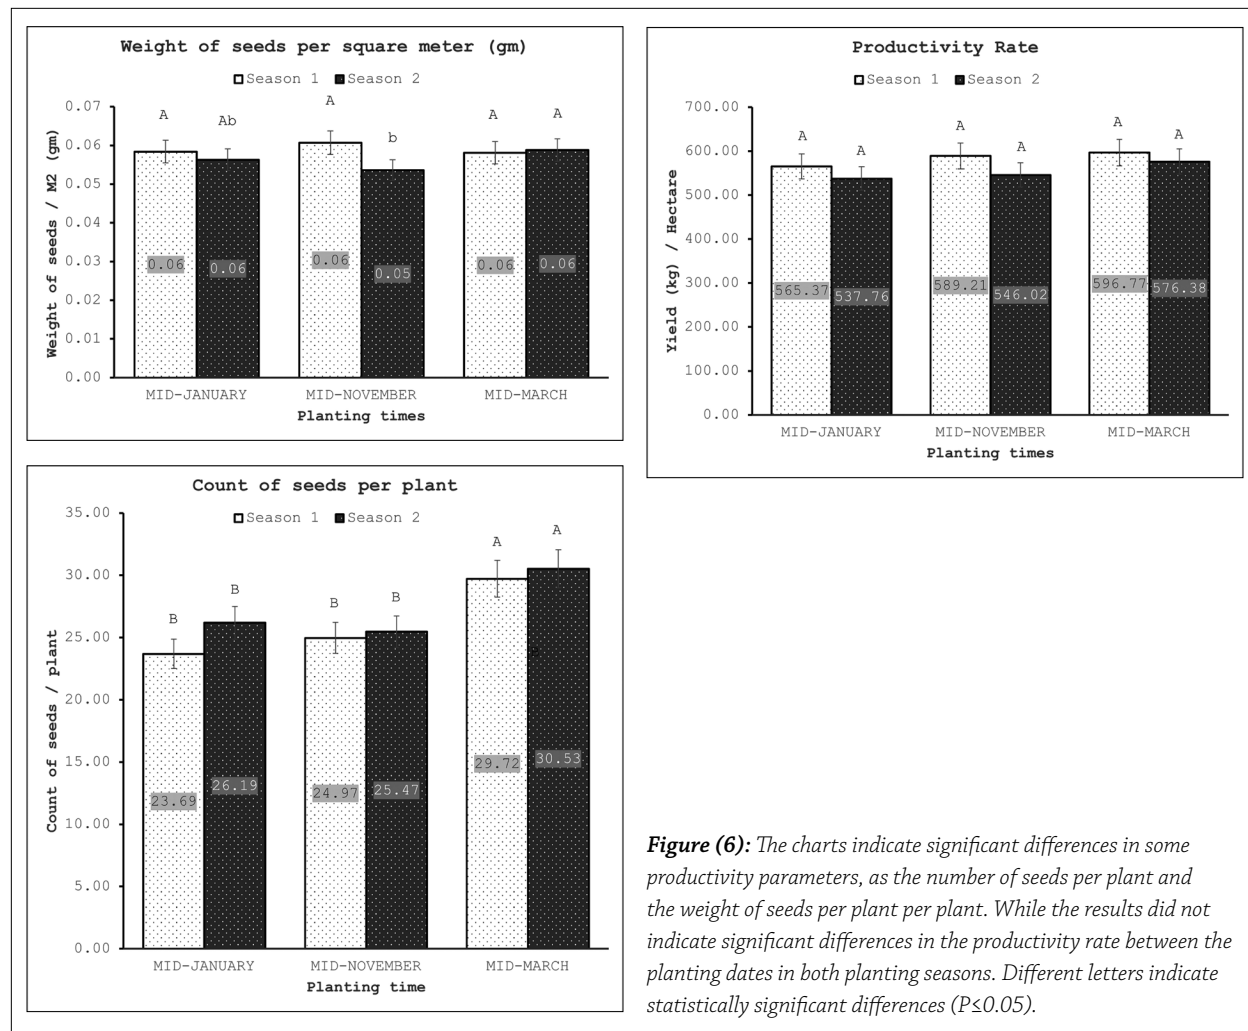 Weight of seeds per square meter (gm)
Season 1 Season 2
Weight of seeds / M2 (gm)
0.07
0.06
0.05
0.04
0.03
0.02
0.01
0.00
A Ab A b A A
0.06 0.06 0.06 0.05 0.06 0.06
MID-JANUARY MID-NOVEMBER MID-MARCH
Planting times
Productivity Rate
Season 1 Season 2
Yield (kg) / Hectare
700.00
600.00
500.00
400.00
300.00
200.00
100.00
0.00
A A A A A A
565.37 537.76 589.21 546.02 596.77 576.38
MID-JANUARY MID-NOVEMBER MID-MARCH
Planting times
Count of seeds per plant
Season 1 Season 2
Count of seeds / plant
35.00
30.00
25.00
20.00
15.00
10.00
5.00
0.00
B B B B A A
B
23.69 26.19 24.97 25.47 29.72 30.53
MID-JANUARY MID-NOVEMBER MID-MARCH
Planting time
Figure (6): The charts indicate significant differences in some
productivity parameters, as the number of seeds per plant and
the weight of seeds per plant per plant. While the results did not
indicate significant differences in the productivity rate between the
planting dates in both planting seasons. Different letters indicate
statistically significant differences (P≤0.05).